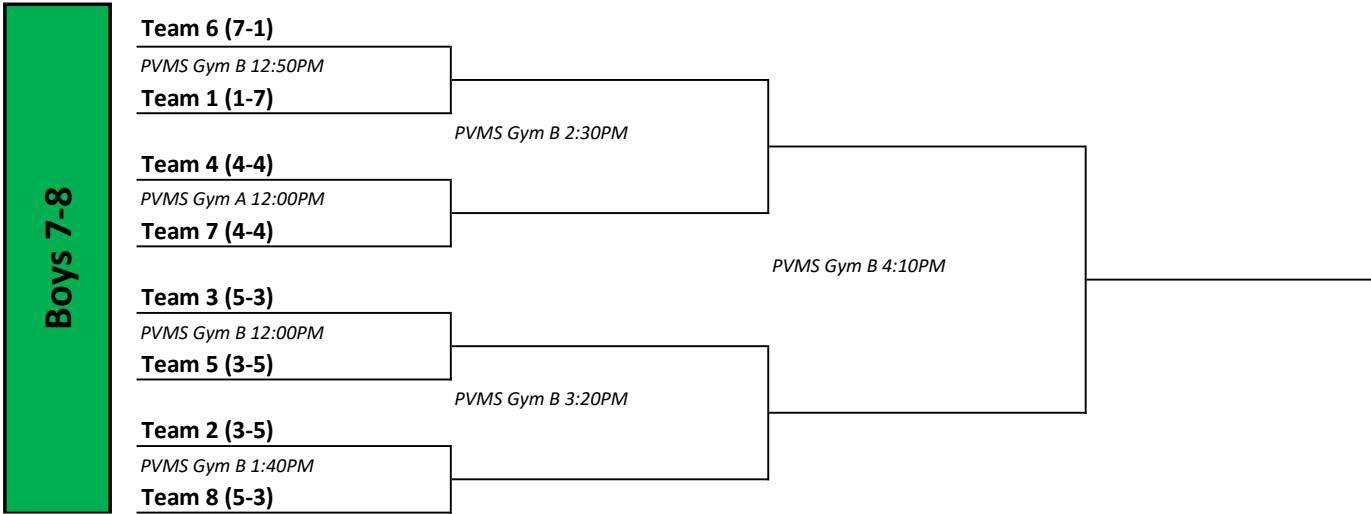 Boys 7-8
Team 6 (7-1)
PVMS Gym B 12:50PM
Team 1 (1-7)
PVMS Gym B 2:30PM
Team 4 (4-4)
PVMS Gym A 12:00PM
Team 7 (4-4)
PVMS Gym B 4:10PM
Team 3 (5-3)
PVMS Gym B 12:00PM
Team 5 (3-5)
PVMS Gym B 3:20PM
Team 2 (3-5)
PVMS Gym B 1:40PM
Team 8 (5-3)